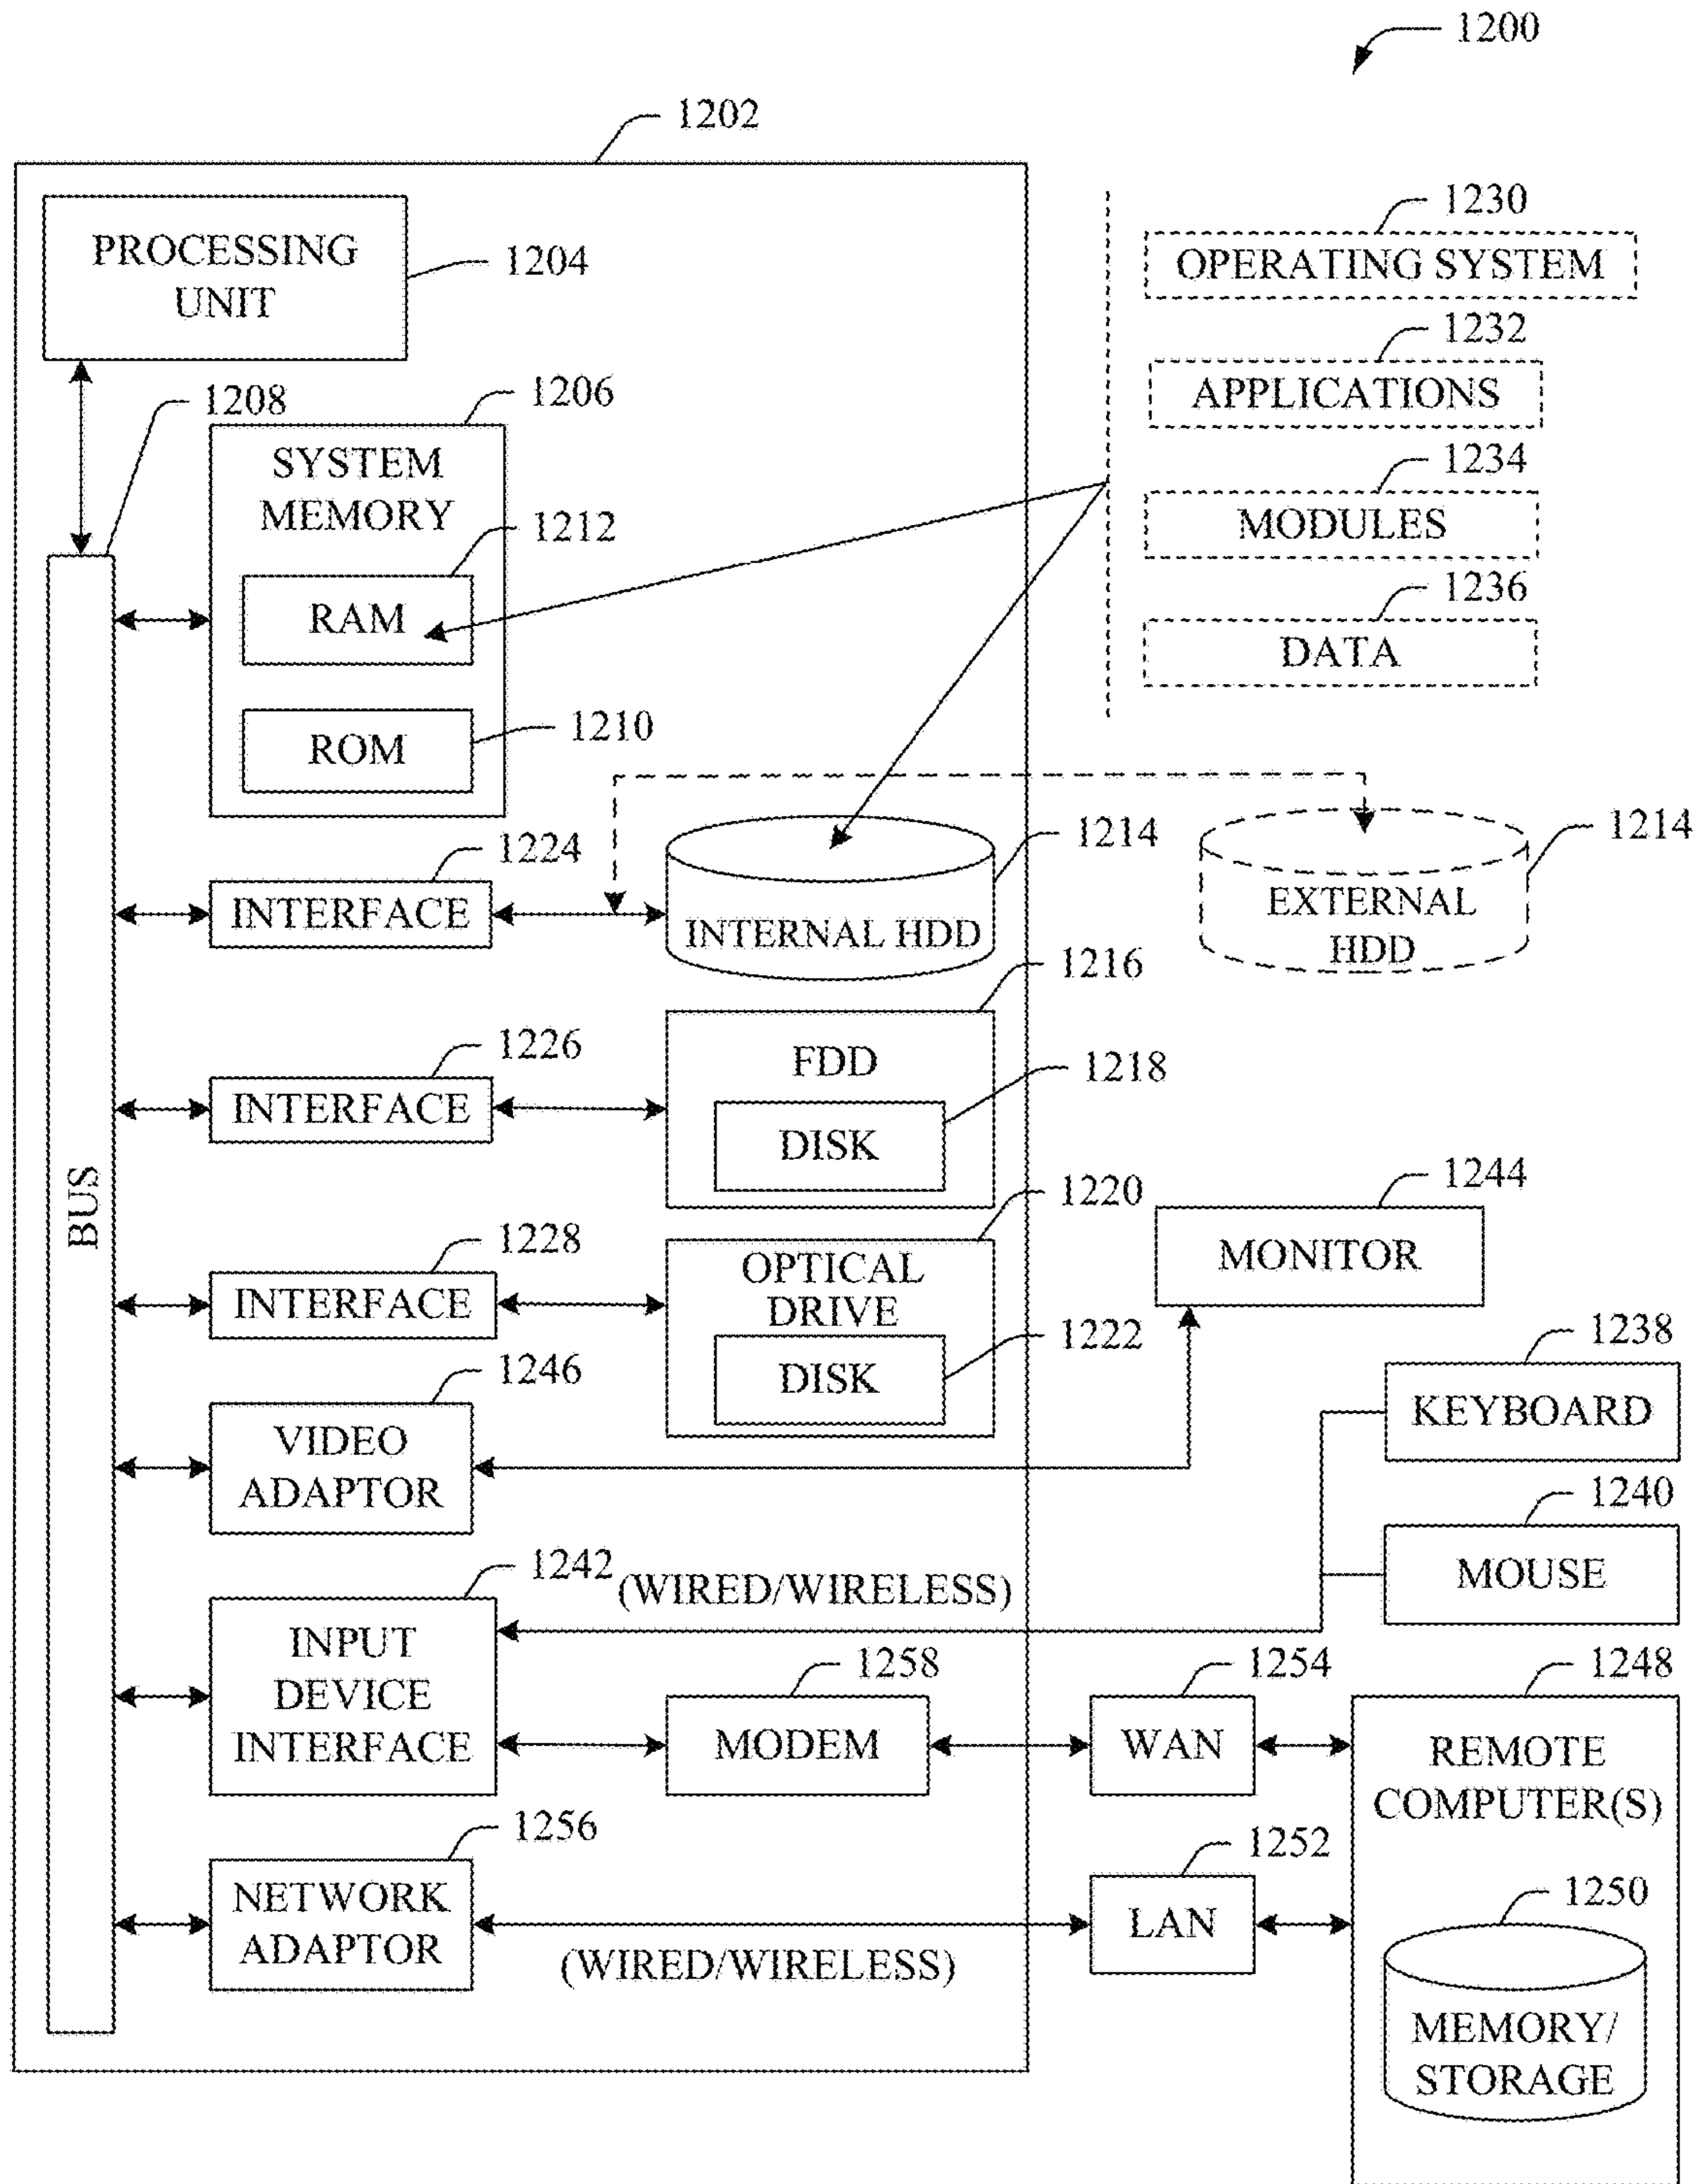 1200
1202
PROCESSING
UNIT
1204
1230
OPERATING SYSTEM
1232
APPLICATIONS
1234
MODULES
1236
DATA
1208
1206
SYSTEM
MEMORY
1212
RAM
1210
ROM
BUS
1224
INTERFACE
1214
INTERNAL HDD
1214
EXTERNAL
HDD
1226
INTERFACE
1216
FDD
1218
DISK
1228
INTERFACE
1220
OPTICAL
DRIVE
1222
DISK
1244
MONITOR
1246
VIDEO
ADAPTOR
1238
KEYBOARD
1240
MOUSE
1242
(WIRED/WIRELESS)
INPUT
DEVICE
INTERFACE
1258
MODEM
1254
WAN
1248
REMOTE
COMPUTER(S)
1256
NETWORK
ADAPTOR
(WIRED/WIRELESS)
1252
LAN
1250
MEMORY/
STORAGE